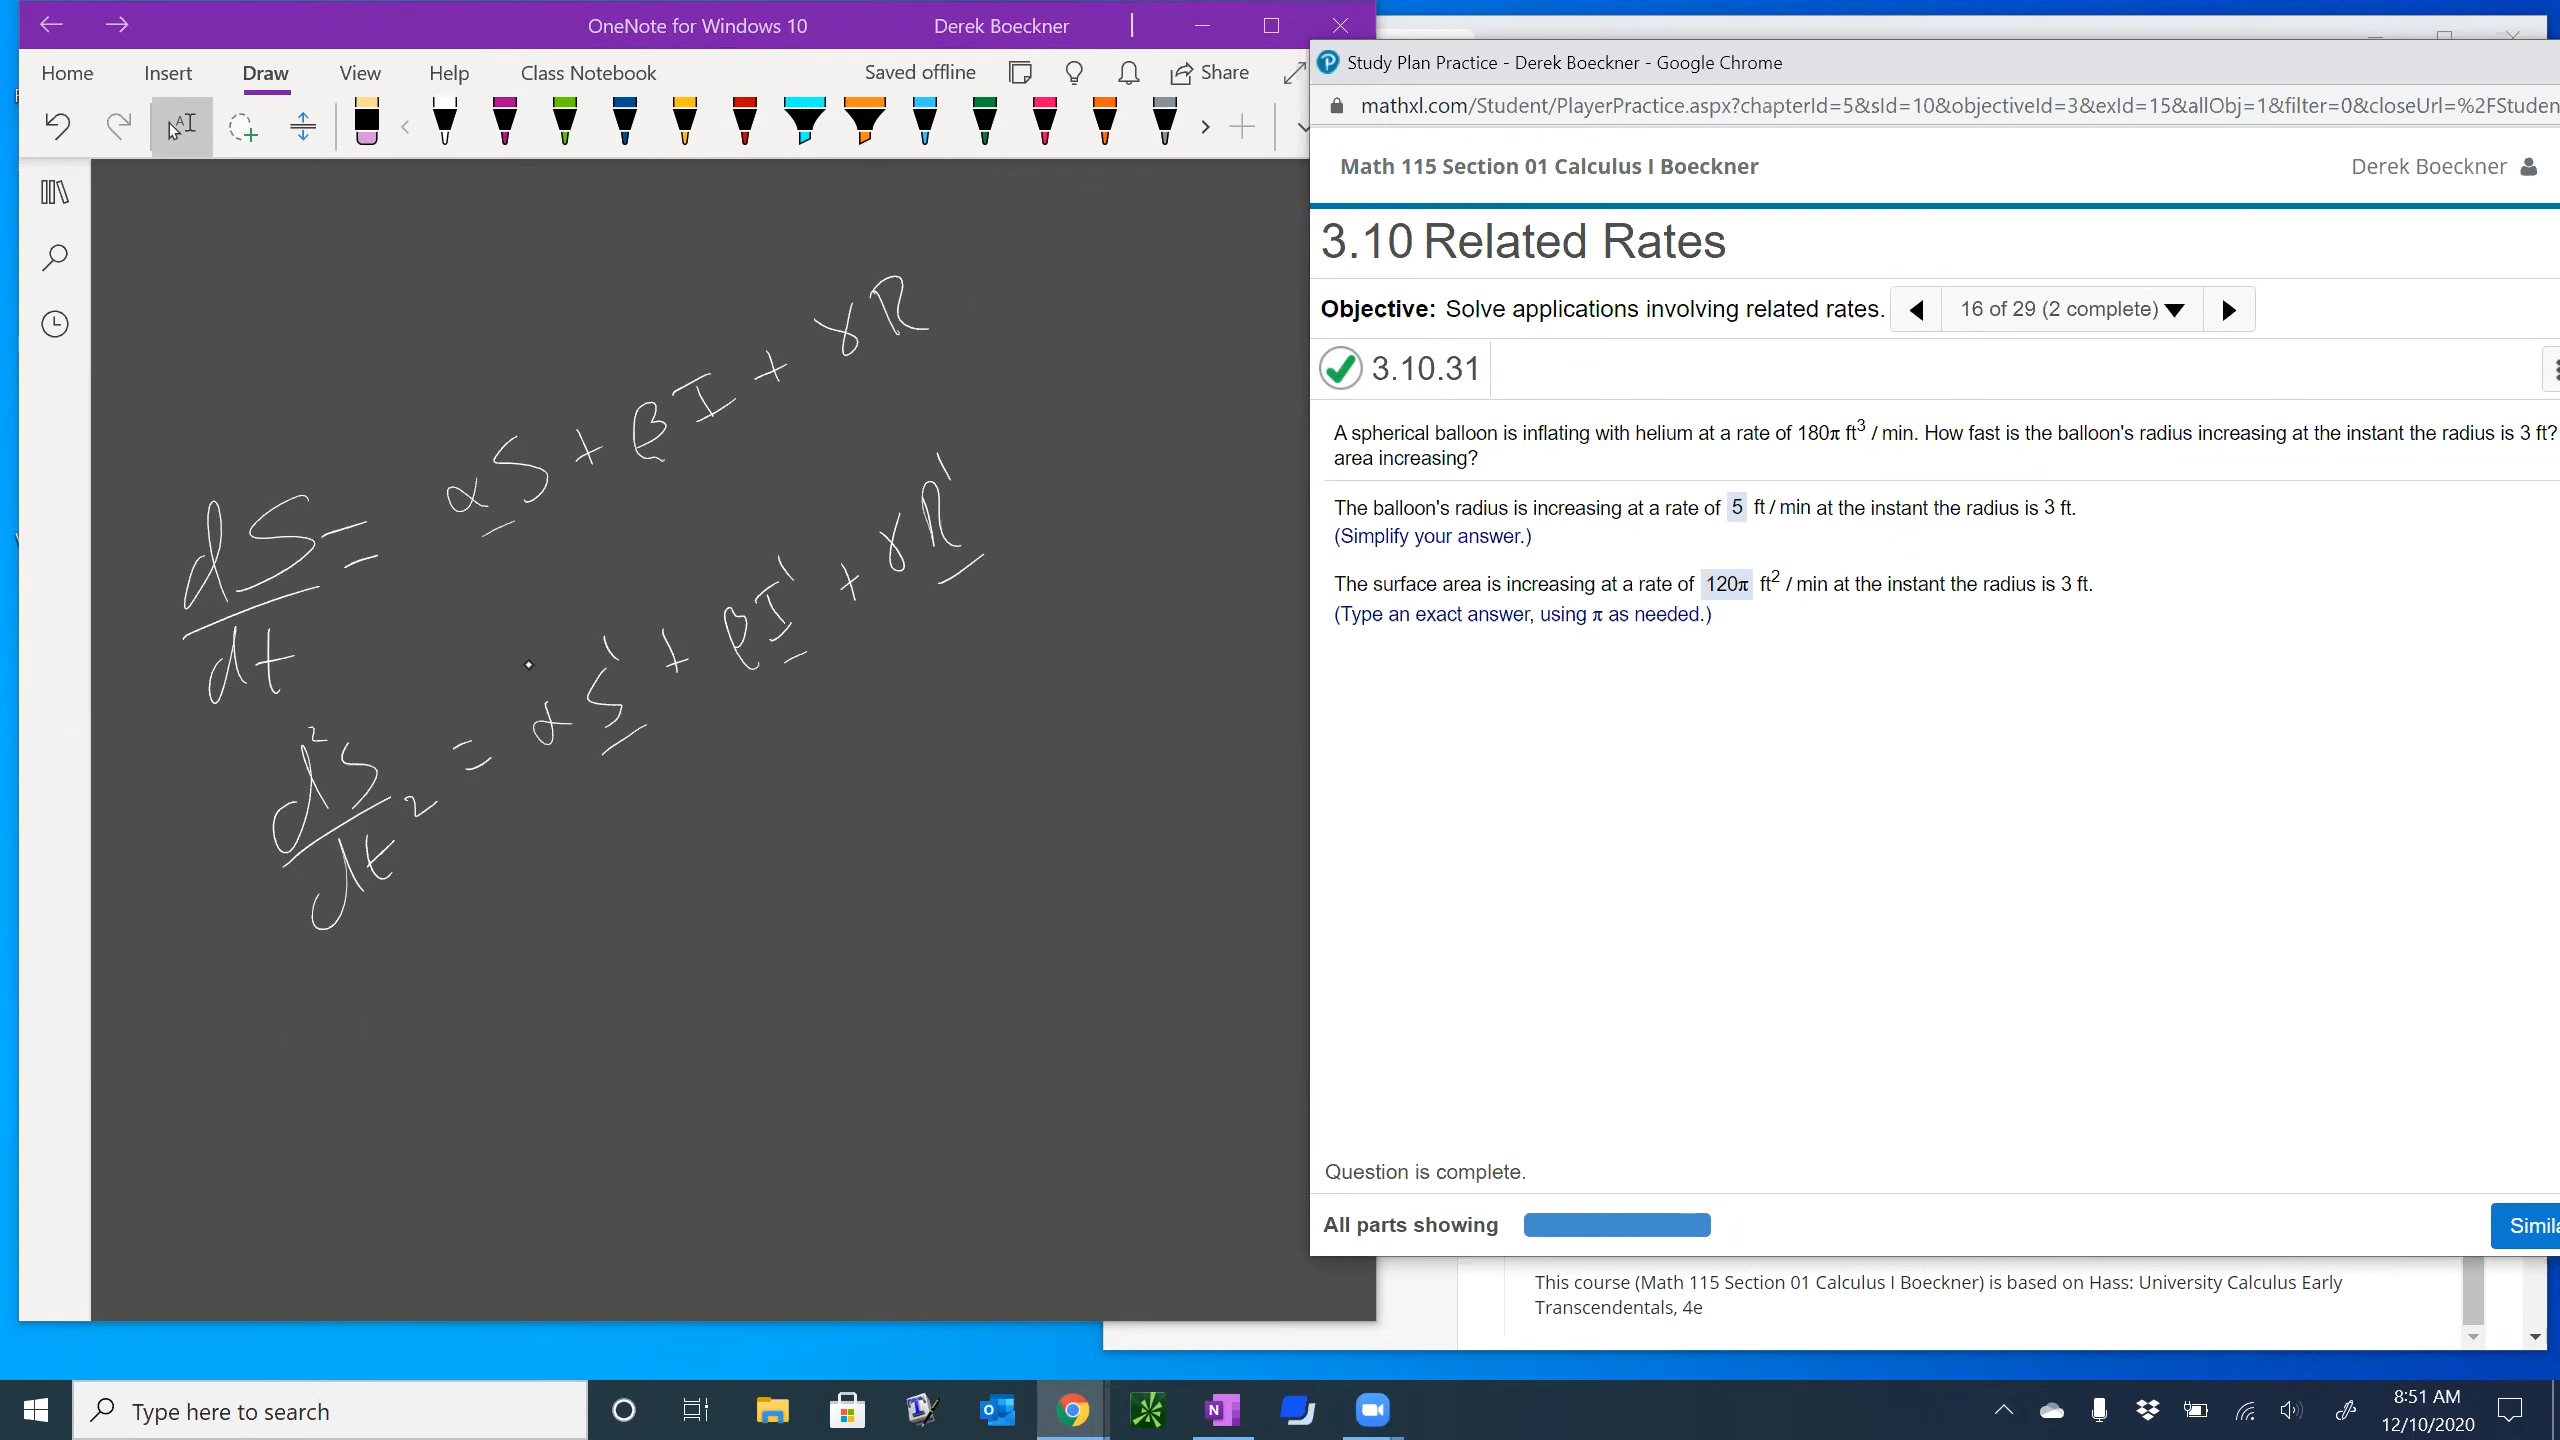 OneNote for Windows 10 Derek Boeckner
Home Insert Draw View Help Class Notebook Saved offline Share
dS/dt = αS + βI + γR
d²S/dt² = αS' + βI' + γR'
Study Plan Practice - Derek Boeckner - Google Chrome
mathxl.com/Student/PlayerPractice.aspx?chapterId=5&sId=10&objectiveId=3&exId=15&allObj=1&filter=0&closeUrl=%2FStuden
Math 115 Section 01 Calculus I Boeckner Derek Boeckner
3.10 Related Rates
Objective: Solve applications involving related rates. 16 of 29 (2 complete)
3.10.31
A spherical balloon is inflating with helium at a rate of 180π ft³ / min. How fast is the balloon's radius increasing at the instant the radius is 3 ft?
area increasing?
The balloon's radius is increasing at a rate of 5 ft / min at the instant the radius is 3 ft.
(Simplify your answer.)
The surface area is increasing at a rate of 120π ft² / min at the instant the radius is 3 ft.
(Type an exact answer, using π as needed.)
Question is complete.
All parts showing Simila
This course (Math 115 Section 01 Calculus I Boeckner) is based on Hass: University Calculus Early
Transcendentals, 4e
Type here to search
8:51 AM
12/10/2020